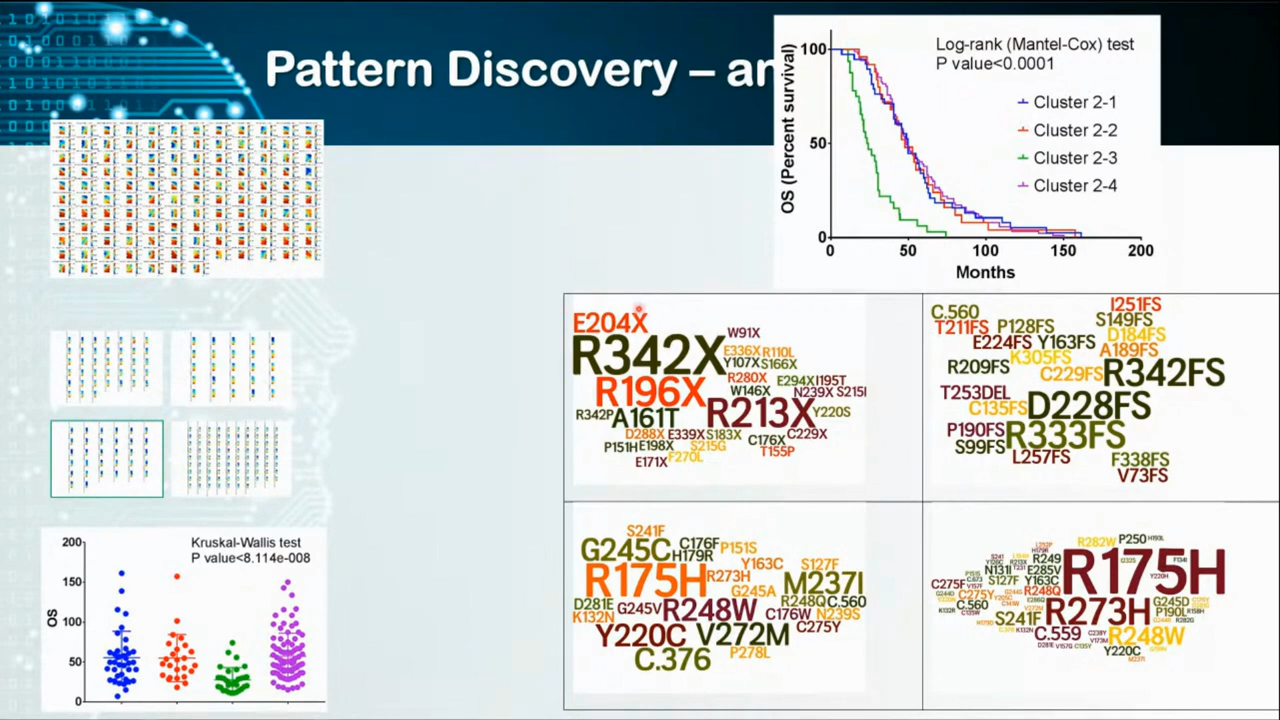 Pattern Discovery – an
Log-rank (Mantel-Cox) test
P value<0.0001
Cluster 2-1
Cluster 2-2
Cluster 2-3
Cluster 2-4
OS (Percent survival)
100
50
0
0 50 100 150 200
Months
Kruskal-Wallis test
P value<8.114e-008
OS
200
150
100
50
0
E204X
W91X
R342X
E336X R110L
Y107X S166X
R196X
R280X E294X I195T
W146X N239X S215I
R342P A161T R213X Y220S
D288X E339X S183X C176X C229X
P151H E198X S215G T155P
E171X F270L
C.560 I251FS
T211FS P128FS S149FS
E224FS Y163FS D184FS
K305FS A189FS
R209FS C229FS R342FS
T253DEL
C135FS D228FS
P190FS R333FS
S99FS L257FS F338FS
V73FS
S241F
G245C C176F P151S
H179R Y163C S127F
R175H R273H M237I
G245A R248Q C.560
D281E G245V R248W C176W N239S
K132N C275Y
Y220C V272M
C.376 P278L
R282W P250
R249
N131I E285V R175H
C275F S127F Y163C
C275Y R248Q
C.560 R273H G245D
S241F P190L
C.559 R248W
Y220C